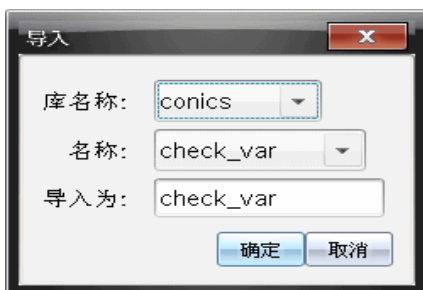 导入
库名称: conics
名称: check_var
导入为: check_var
确定 取消